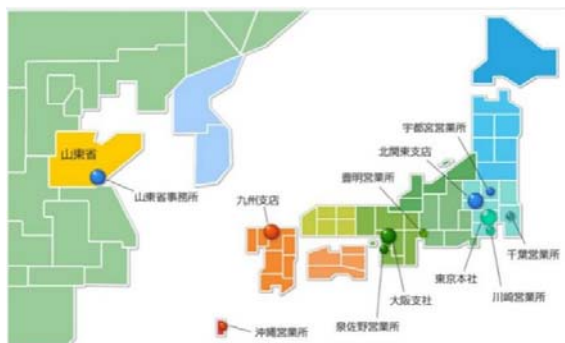 宇都宮営業所
北関東支店
山東省
豊明営業所
山東省事務所
九州支店
千葉営業所
東京本社
大阪支社
川崎営業所
泉佐野営業所
沖縄営業所